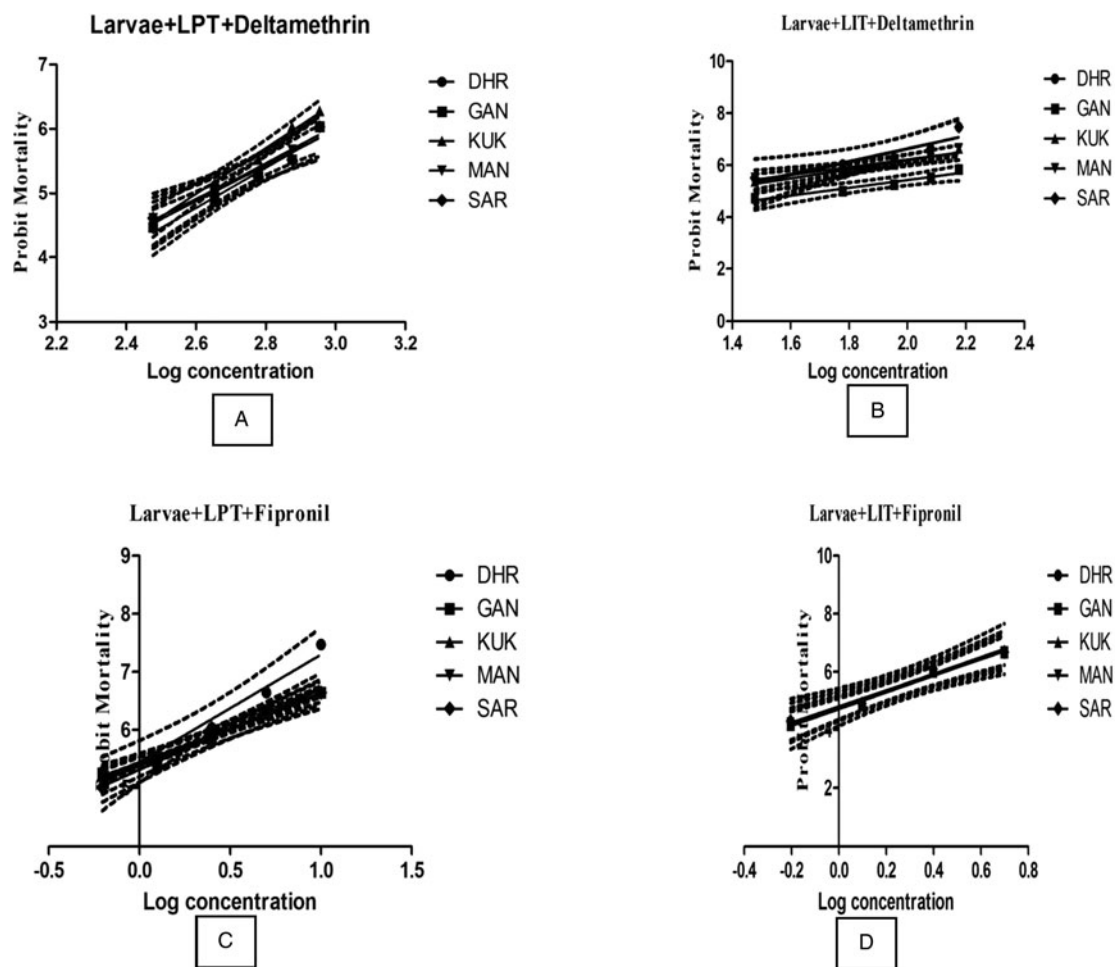 Larvae+LPT+Deltamethrin
7
6
5
4
3
2.2 2.4 2.6 2.8 3.0 3.2
Probit Mortality
Log concentration
DHR
GAN
KUK
MAN
SAR
A
Larvae+LIT+Deltamethrin
10
8
6
4
2
0
1.4 1.6 1.8 2.0 2.2 2.4
Probit Mortality
Log concentration
DHR
GAN
KUK
MAN
SAR
B
Larvae+LPT+Fipronil
9
7
6
-0.5 0.0 0.5 1.0 1.5
Probit Mortality
Log concentration
DHR
GAN
KUK
MAN
SAR
C
Larvae+LIT+Fipronil
10
8
6
4
2
-0.4 -0.2 0.0 0.2 0.4 0.6 0.8
Probit Mortality
Log concentration
DHR
GAN
KUK
MAN
SAR
D